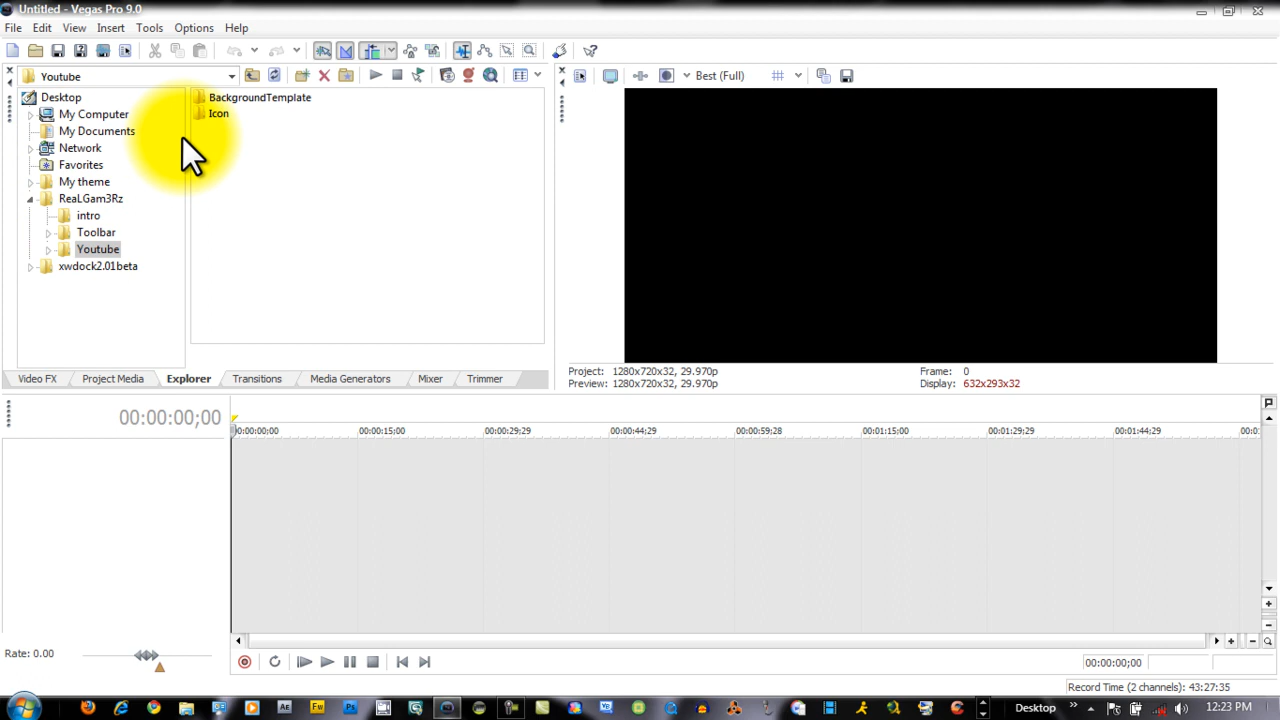 Untitled - Vegas Pro 9.0
File Edit View Insert Tools Options Help
Youtube
Best (Full)
Desktop
My Computer
My Documents
Network
Favorites
My theme
ReaLGam3Rz
intro
Toolbar
Youtube
xwdock2.01beta
BackgroundTemplate
Icon
Project: 1280x720x32, 29.970p
Preview: 1280x720x32, 29.970p
Frame: 0
Display: 632x293x32
Video FX Project Media Explorer Transitions Media Generators Mixer Trimmer
00:00:00;00
00:00:00;00 00:00:15;00 00:00:29;29 00:00:44;29 00:00:59;28 00:01:15;00 00:01:29;29 00:01:44;29 00:0
Rate: 0.00
00:00:00;00
Record Time (2 channels): 43:27:35
Ae Fw Ps Desktop » 12:23 PM